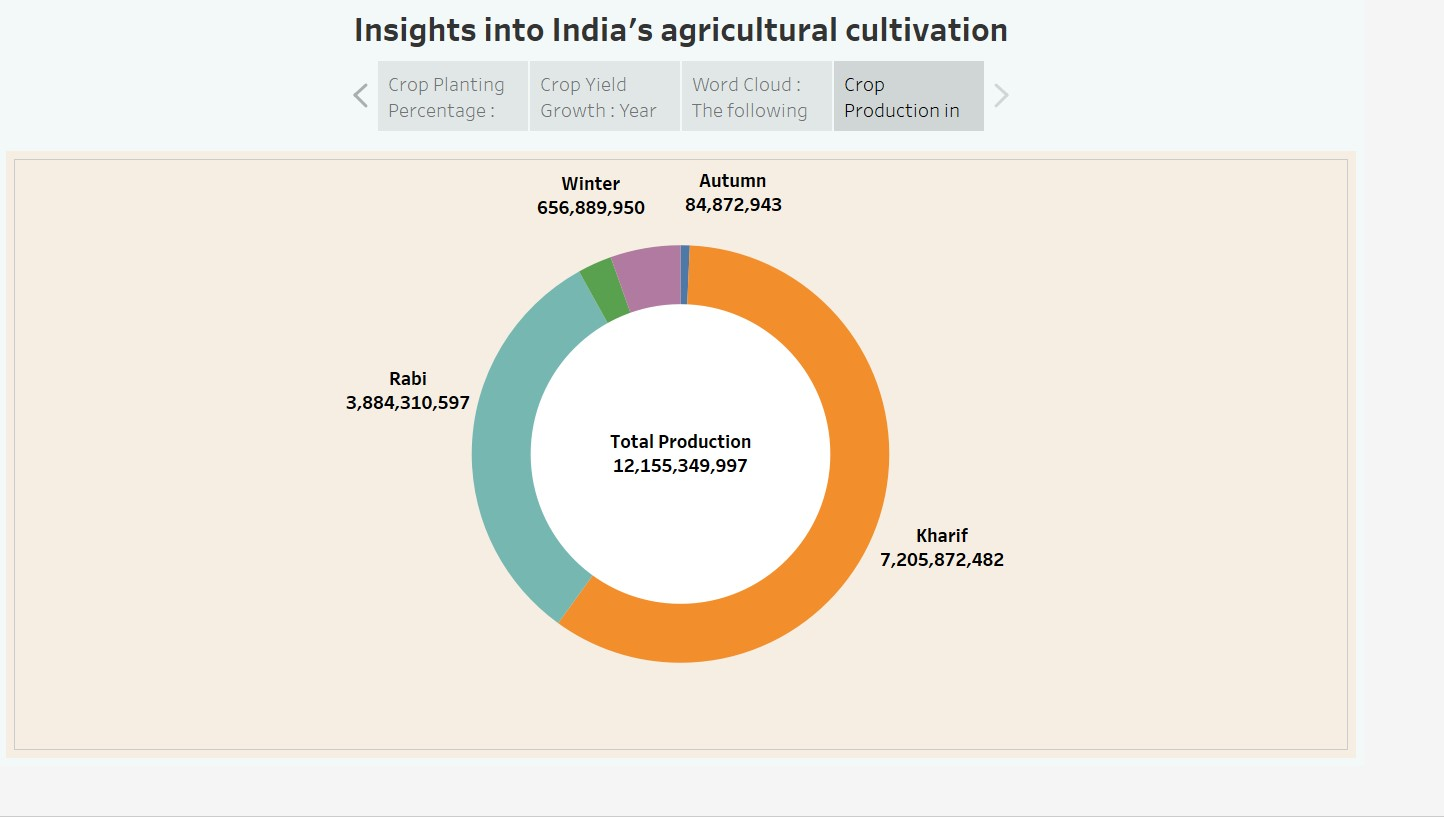 Insights into India’s agricultural cultivation
Crop Planting
Percentage :
Crop Yield
Growth : Year
Word Cloud :
The following
Crop
Production in
Winter
656,889,950
Autumn
84,872,943
Rabi
3,884,310,597
Total Production
12,155,349,997
Kharif
7,205,872,482